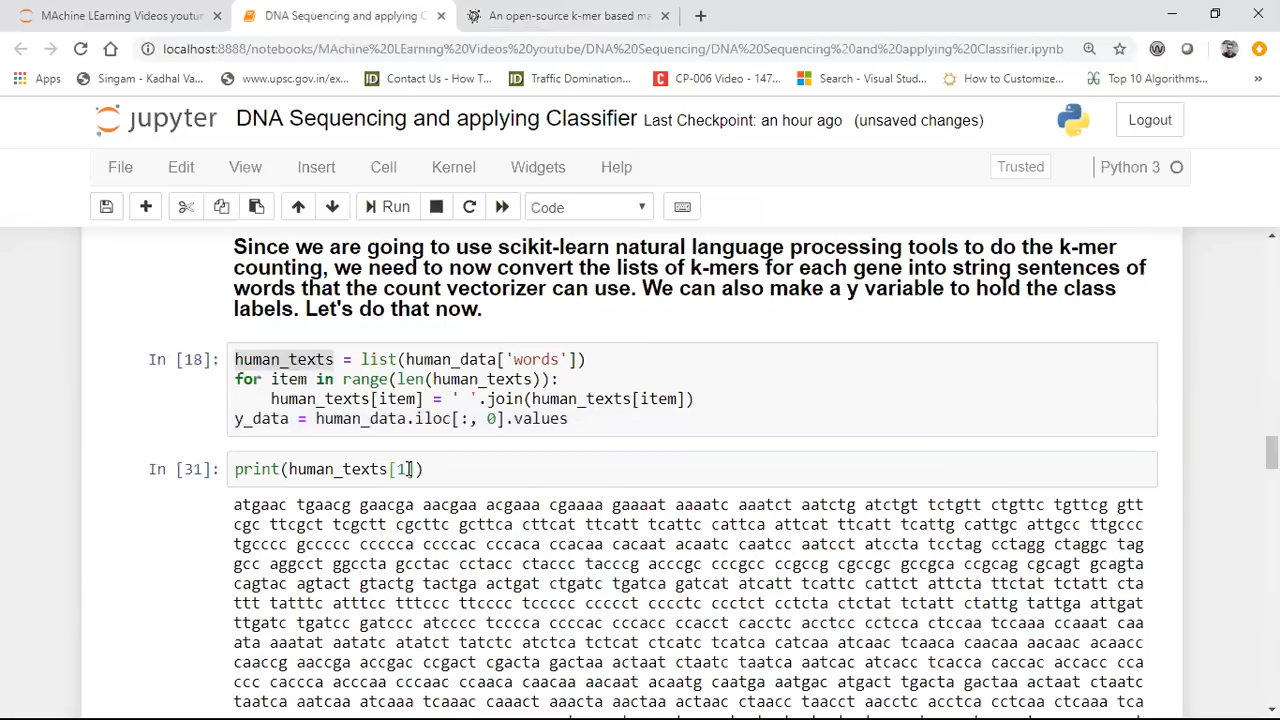 MAchine LEarning Videos youtut
DNA Sequencing and applying C
An open-source k-mer based ma
localhost:8888/notebooks/MAchine%20LEarning%20Videos%20youtube/DNA%20Sequencing/DNA%20Sequencing%20and%20applying%20Classifier.ipynb
Apps
Singam - Kadhal Va...
www.upsc.gov.in/ex...
Contact Us - How T...
Traffic Domination...
CP-006 Video - 147...
Search - Visual Stud...
How to Customize...
Top 10 Algorithms...
jupyter DNA Sequencing and applying Classifier Last Checkpoint: an hour ago (unsaved changes)
Logout
File Edit View Insert Cell Kernel Widgets Help
Trusted
Python 3
Run
Code
Since we are going to use scikit-learn natural language processing tools to do the k-mer
counting, we need to now convert the lists of k-mers for each gene into string sentences of
words that the count vectorizer can use. We can also make a y variable to hold the class
labels. Let's do that now.
In [18]: human_texts = list(human_data['words'])
for item in range(len(human_texts)):
human_texts[item] = ' '.join(human_texts[item])
y_data = human_data.iloc[:, 0].values
In [31]: print(human_texts[1])
atgaac tgaacg gaacga aacgaa acgaaa cgaaaa gaaaat aaaatc aaatct aatctg atctgt tctgtt ctgttc tgttcg gtt
cgc ttcgct tcgctt cgcttc gcttca cttcat ttcatt tcattc cattca attcat ttcatt tcattg cattgc attgcc ttgccc
tgcccc gccccc cccccc? ccccac cccaca ccacaa cacaat acaatc caatcc aatcct atccta tcctag cctagg ctaggc tag
gcc aggcct ggccta gcctac cctacc ctaccc tacccg acccgc cccgcc ccgccg cgccgc gccgca ccgcag cgcagt gcagta
cagtac agtact gtactg tactga actgat ctgatc tgatca gatcat atcatt tcattc cattct attcta ttctat tctatt cta
ttt tatttc atttcc tttccc ttcccc tccccc cccccт ccccтc ccctct cctcta ctctat tctatt ctattg tattga attgat
ttgatc tgatcc gatccc atcccc tcccca ccccac cccacc ccacct cacctc acctcc cctcca ctccaa tccaaa ccaaat caa
ata aaatat aatatc atatct tatctc atctca tctcat ctcatc tcatca catcaa atcaac tcaaca caacaa aacaac acaacc
caaccg aaccga accgac ccgact cgacta gactaa actaat ctaatc taatca aatcac atcacc tcacca caccac accacc cca
ccc caccca acccaa cccaac ccaaca caacaa aacaat acaatg caatga aatgac atgact tgacta gactaa actaat ctaatc
taatca aatcaa atcaaa tcaaac caaact aaacta aactaa actaac ctaacc taacct aacctc acctca cctcaa ctcaaa tca